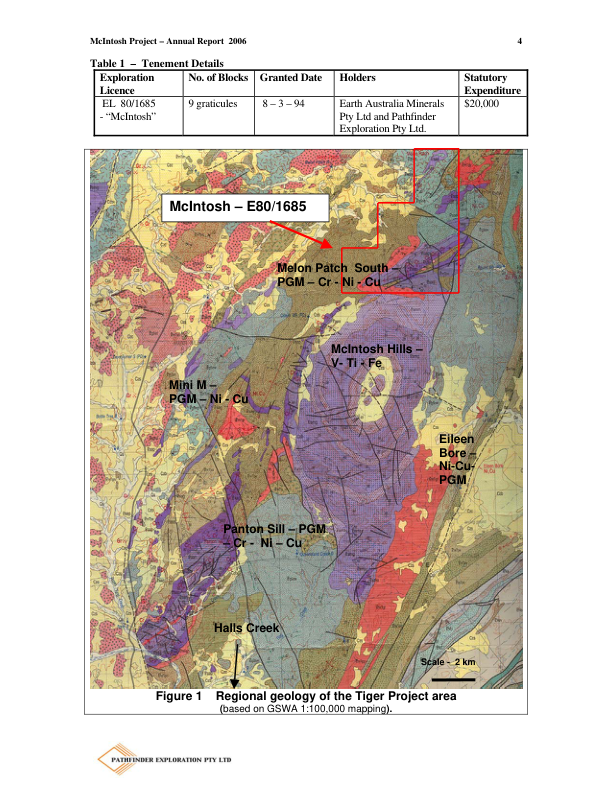 McIntosh Project – Annual Report 2006 4
Table 1 – Tenement Details
Exploration Licence No. of Blocks Granted Date Holders Statutory Expenditure
EL 80/1685 - “McIntosh” 9 graticules 8 – 3 – 94 Earth Australia Minerals Pty Ltd and Pathfinder Exploration Pty Ltd. $20,000
McIntosh – E80/1685
Melon Patch South –
PGM – Cr - Ni - Cu
McIntosh Hills –
V- Ti - Fe
Mini M –
PGM – Ni - Cu
Eileen
Bore –
Ni-Cu-
PGM
Panton Sill – PGM
– Cr - Ni – Cu
Halls Creek
Scale - 2 km
Figure 1 Regional geology of the Tiger Project area
(based on GSWA 1:100,000 mapping).
PATHFINDER EXPLORATION PTY LTD